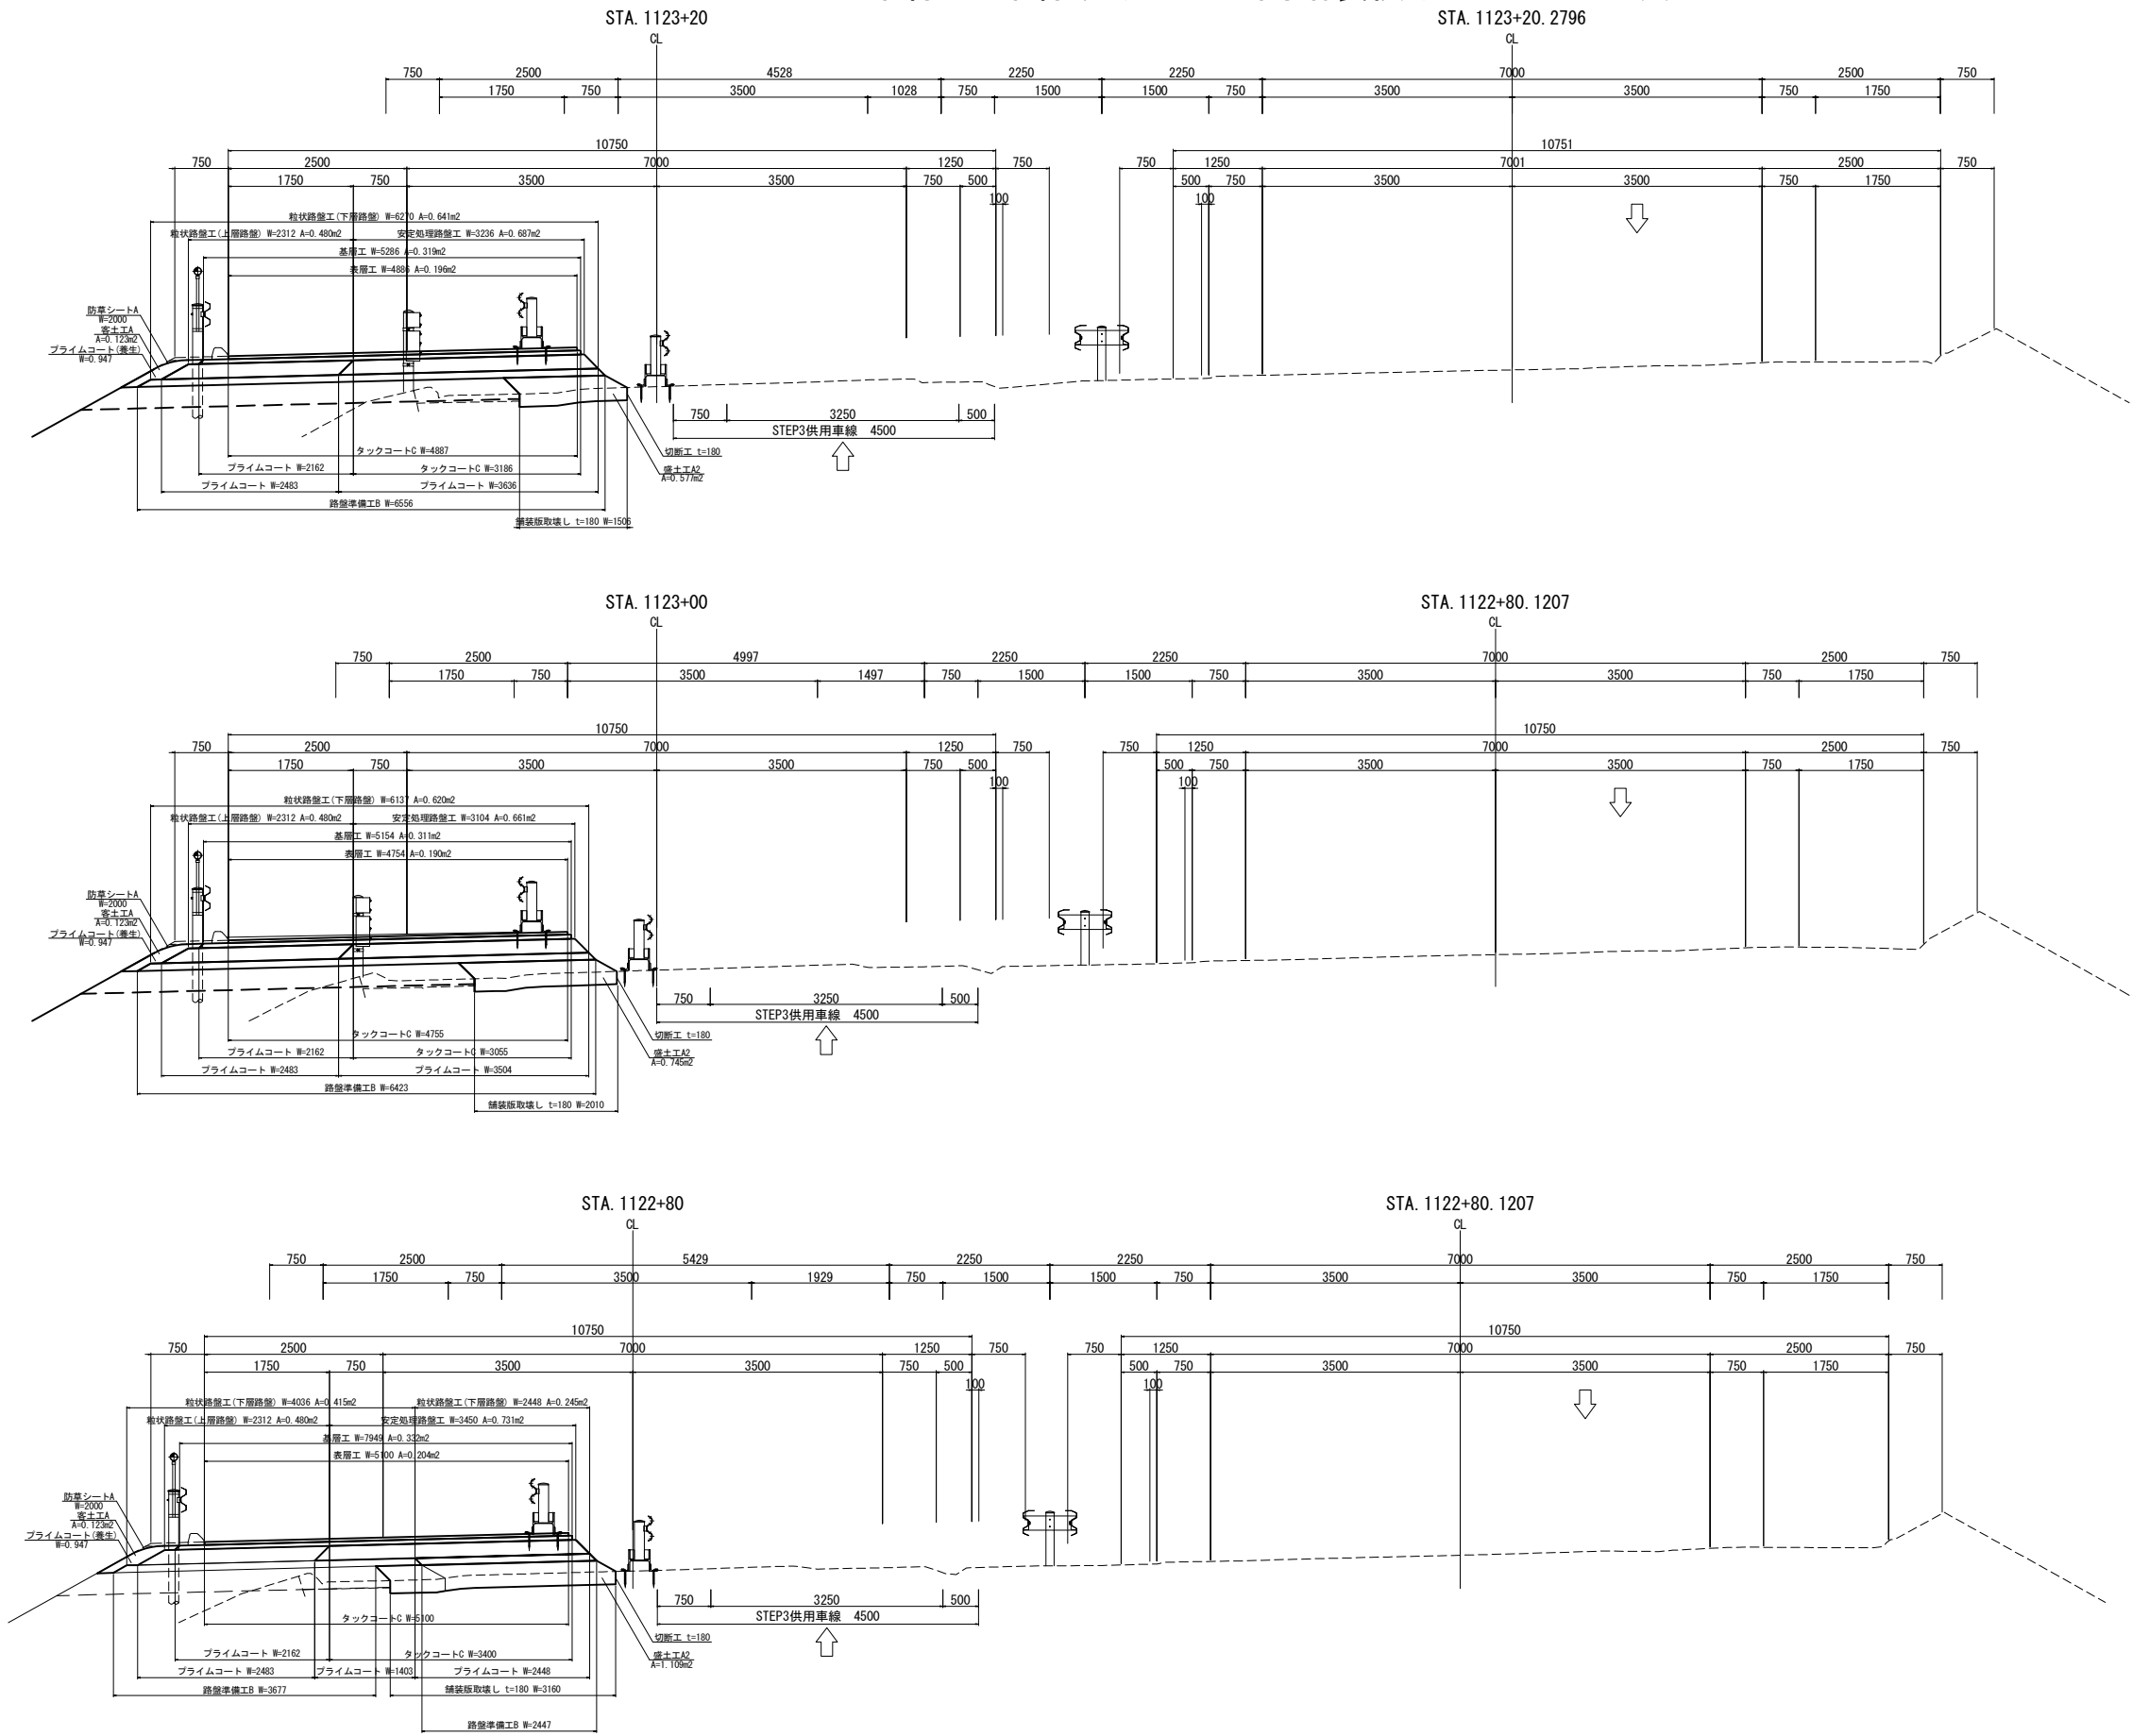 STA. 1123+20 STA. 1123+20. 2796
CL CL
750 2500 4528 2250 2250 7000 2500 750
1750 750 3500 1028 750 1500 1500 750 3500 3500 750 1750
10750 10751
750 2500 7000 1250 750 750 1250 7001 2500 750
1750 750 3500 3500 750 500 500 750 3500 3500 750 1750
100 100
粒状路盤工(下層路盤) W=6270 A=0.641m2
粒状路盤工(上層路盤) W=2312 A=0.480m2 安定処理路盤工 W=3236 A=0.687m2
基層工 W=5286 A=0.319m2
表層工 W=4886 A=0.196m2
防草シートA
W=2000
客土工A
A=0.123m2
プライムコート(養生)
W=0.947
750 3250 500
STEP3供用車線 4500
タックコートC W=4887
切断工 t=180
プライムコート W=2162 タックコートC W=3186
盛土工A2
A=0.577m2
プライムコート W=2483 プライムコート W=3636
路盤準備工B W=6556
舗装版取壊し t=180 W=1506
STA. 1123+00 STA. 1122+80. 1207
CL CL
750 2500 4997 2250 2250 7000 2500 750
1750 750 3500 1497 750 1500 1500 750 3500 3500 750 1750
10750 10750
750 2500 7000 1250 750 750 1250 7000 2500 750
1750 750 3500 3500 750 500 500 750 3500 3500 750 1750
100 100
粒状路盤工(下層路盤) W=6137 A=0.620m2
粒状路盤工(上層路盤) W=2312 A=0.480m2 安定処理路盤工 W=3104 A=0.661m2
基層工 W=5154 A=0.311m2
表層工 W=4754 A=0.190m2
防草シートA
W=2000
客土工A
A=0.123m2
プライムコート(養生)
W=0.947
750 3250 500
STEP3供用車線 4500
タックコートC W=4755
切断工 t=180
プライムコート W=2162 タックコートC W=3055
盛土工A2
A=0.745m2
プライムコート W=2483 プライムコート W=3504
路盤準備工B W=6423
舗装版取壊し t=180 W=2010
STA. 1122+80 STA. 1122+80. 1207
CL CL
750 2500 5429 2250 2250 7000 2500 750
1750 750 3500 1929 750 1500 1500 750 3500 3500 750 1750
10750 10750
750 2500 7000 1250 750 750 1250 7000 2500 750
1750 750 3500 3500 750 500 500 750 3500 3500 750 1750
100 100
粒状路盤工(下層路盤) W=4036 A=0.415m2 粒状路盤工(下層路盤) W=2448 A=0.245m2
粒状路盤工(上層路盤) W=2312 A=0.480m2 安定処理路盤工 W=3450 A=0.731m2
基層工 W=7949 A=0.332m2
表層工 W=5100 A=0.204m2
防草シートA
W=2000
客土工A
A=0.123m2
プライムコート(養生)
W=0.947
750 3250 500
STEP3供用車線 4500
タックコートC W=5100
切断工 t=180
プライムコート W=2162 タックコートC W=3400
盛土工A2
A=1.109m2
プライムコート W=2483 プライムコート W=1403 プライムコート W=2448
路盤準備工B W=3677 舗装版取壊し t=180 W=3160
路盤準備工B W=2447